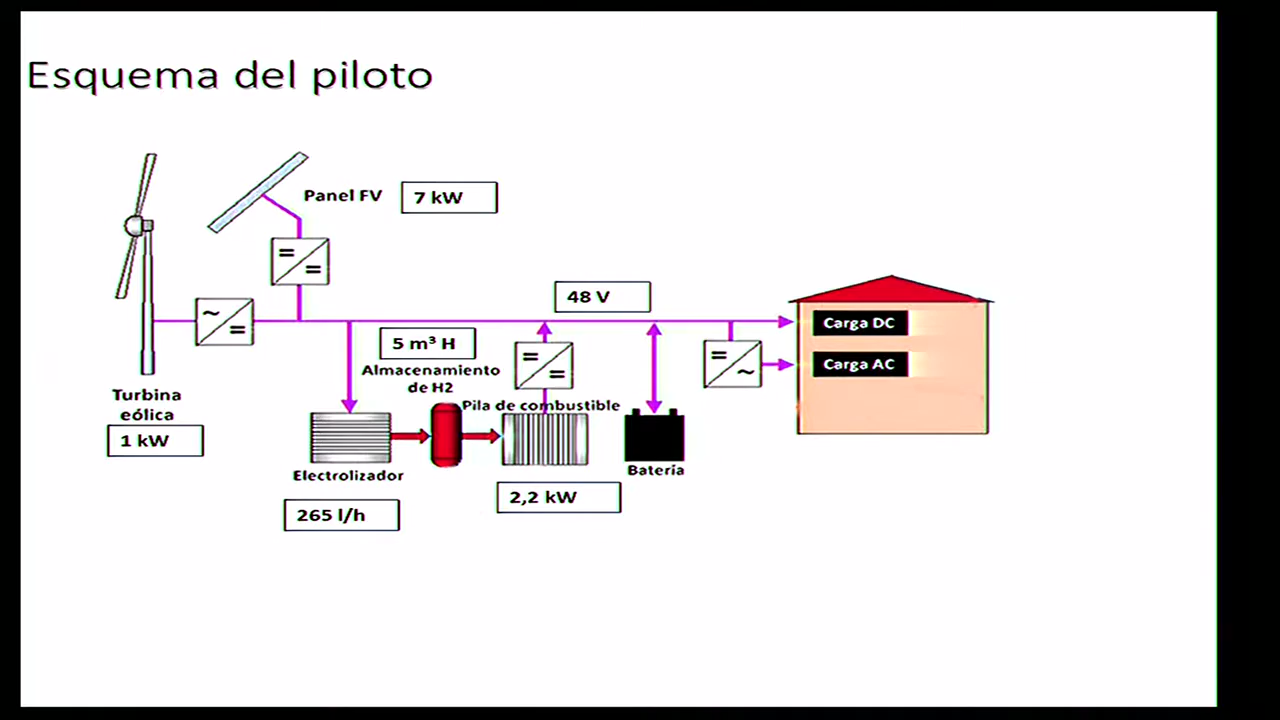 Esquema del piloto
Panel FV
7 kW
48 V
Carga DC
5 m³ H
Carga AC
Almacenamiento
de H2
Turbina
eólica
Pila de combustible
1 kW
Batería
Electrolizador
2,2 kW
265 l/h